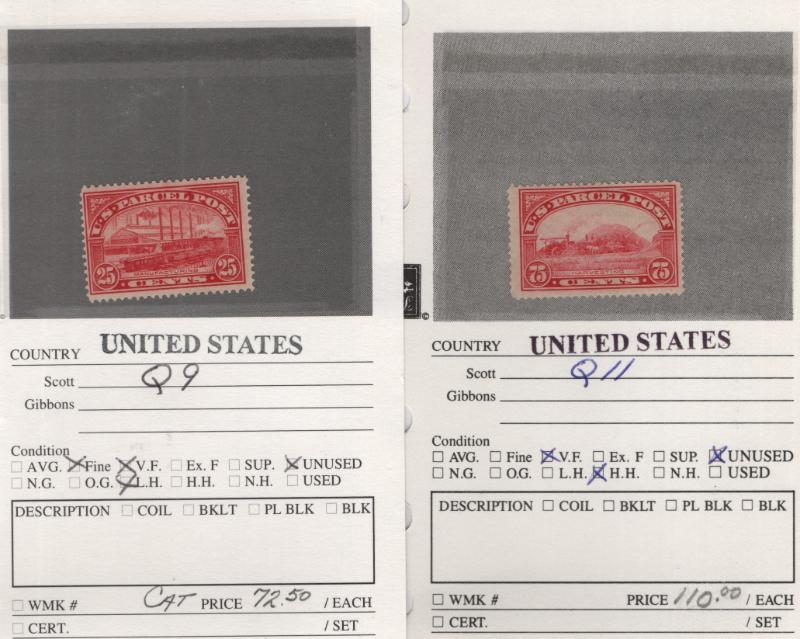 U.S. PARCEL POST
25 MANUFACTURING 25
CENTS
COUNTRY UNITED STATES
Scott Q9
Gibbons
Condition
☐ AVG. ☒ Fine ☒ V.F. ☐ Ex. F ☐ SUP. ☒ UNUSED
☐ N.G. ☐ O.G. ☒ L.H. ☐ H.H. ☐ N.H. ☐ USED
DESCRIPTION ☐ COIL ☐ BKLT ☐ PL BLK ☐ BLK
☐ WMK # CAT PRICE 72.50 / EACH
☐ CERT. / SET
U.S. PARCEL POST
75 HARVESTING 75
CENTS
COUNTRY UNITED STATES
Scott Q11
Gibbons
Condition
☐ AVG. ☐ Fine ☒ V.F. ☐ Ex. F ☐ SUP. ☒ UNUSED
☐ N.G. ☐ O.G. ☐ L.H. ☒ H.H. ☐ N.H. ☐ USED
DESCRIPTION ☐ COIL ☐ BKLT ☐ PL BLK ☐ BLK
☐ WMK # PRICE 110.00 / EACH
☐ CERT. / SET